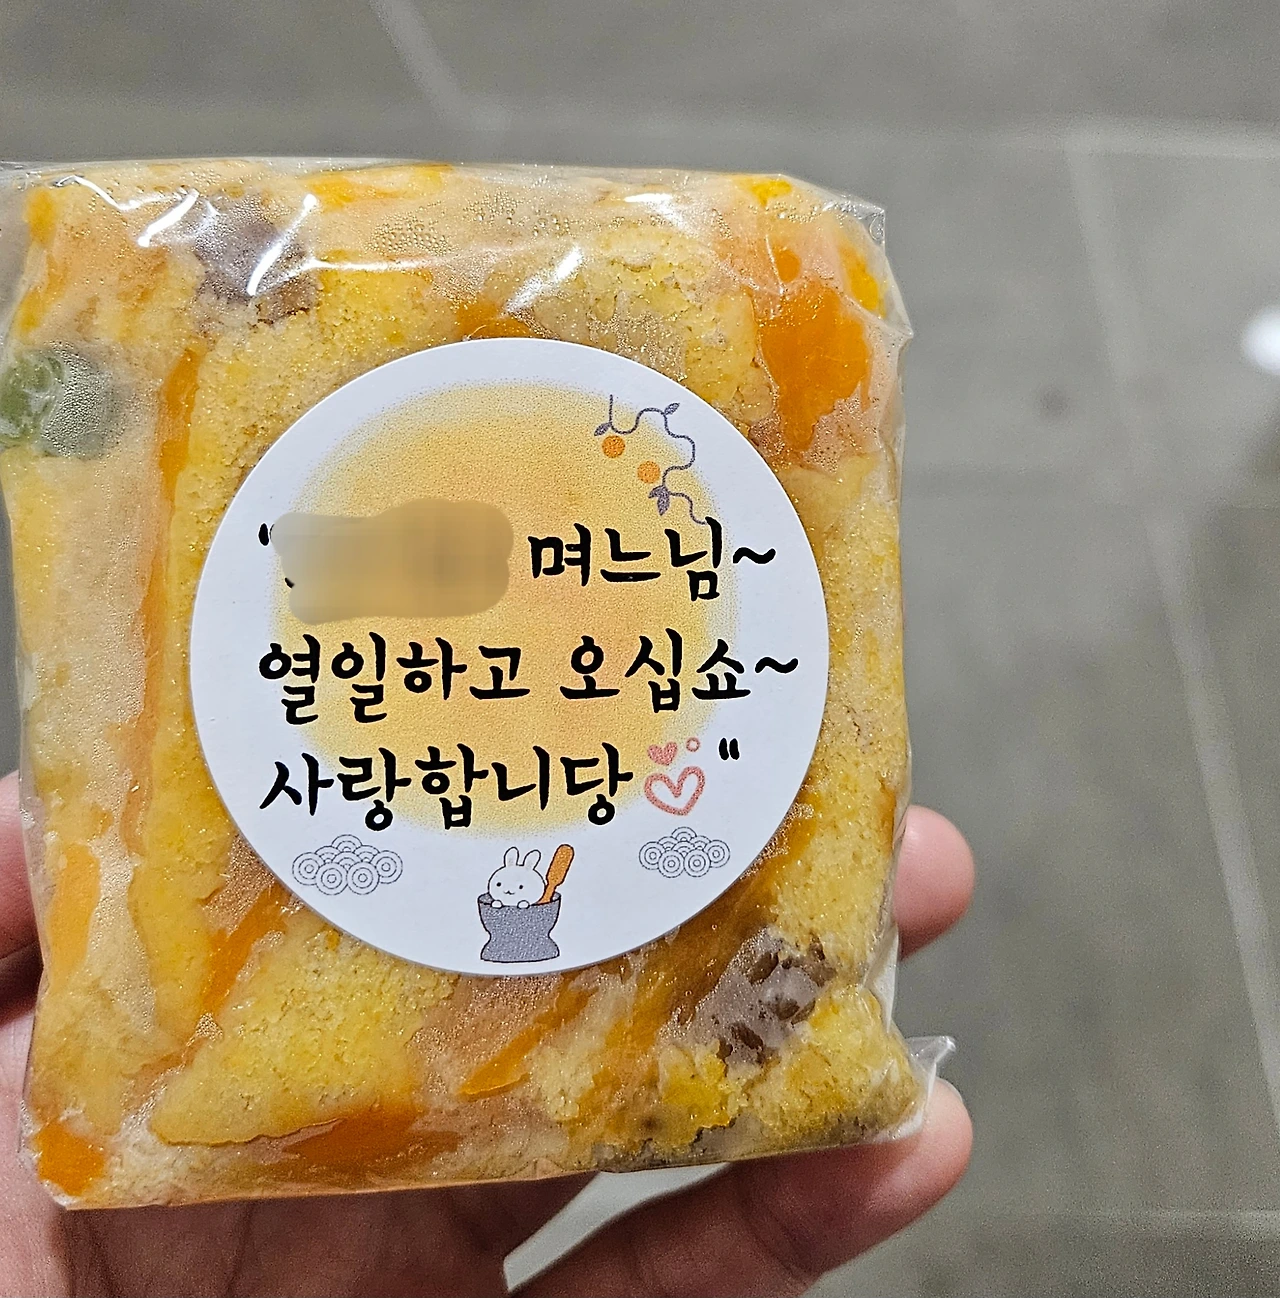 " 며느님~
열일하고 오십쇼~
사랑합니당 "